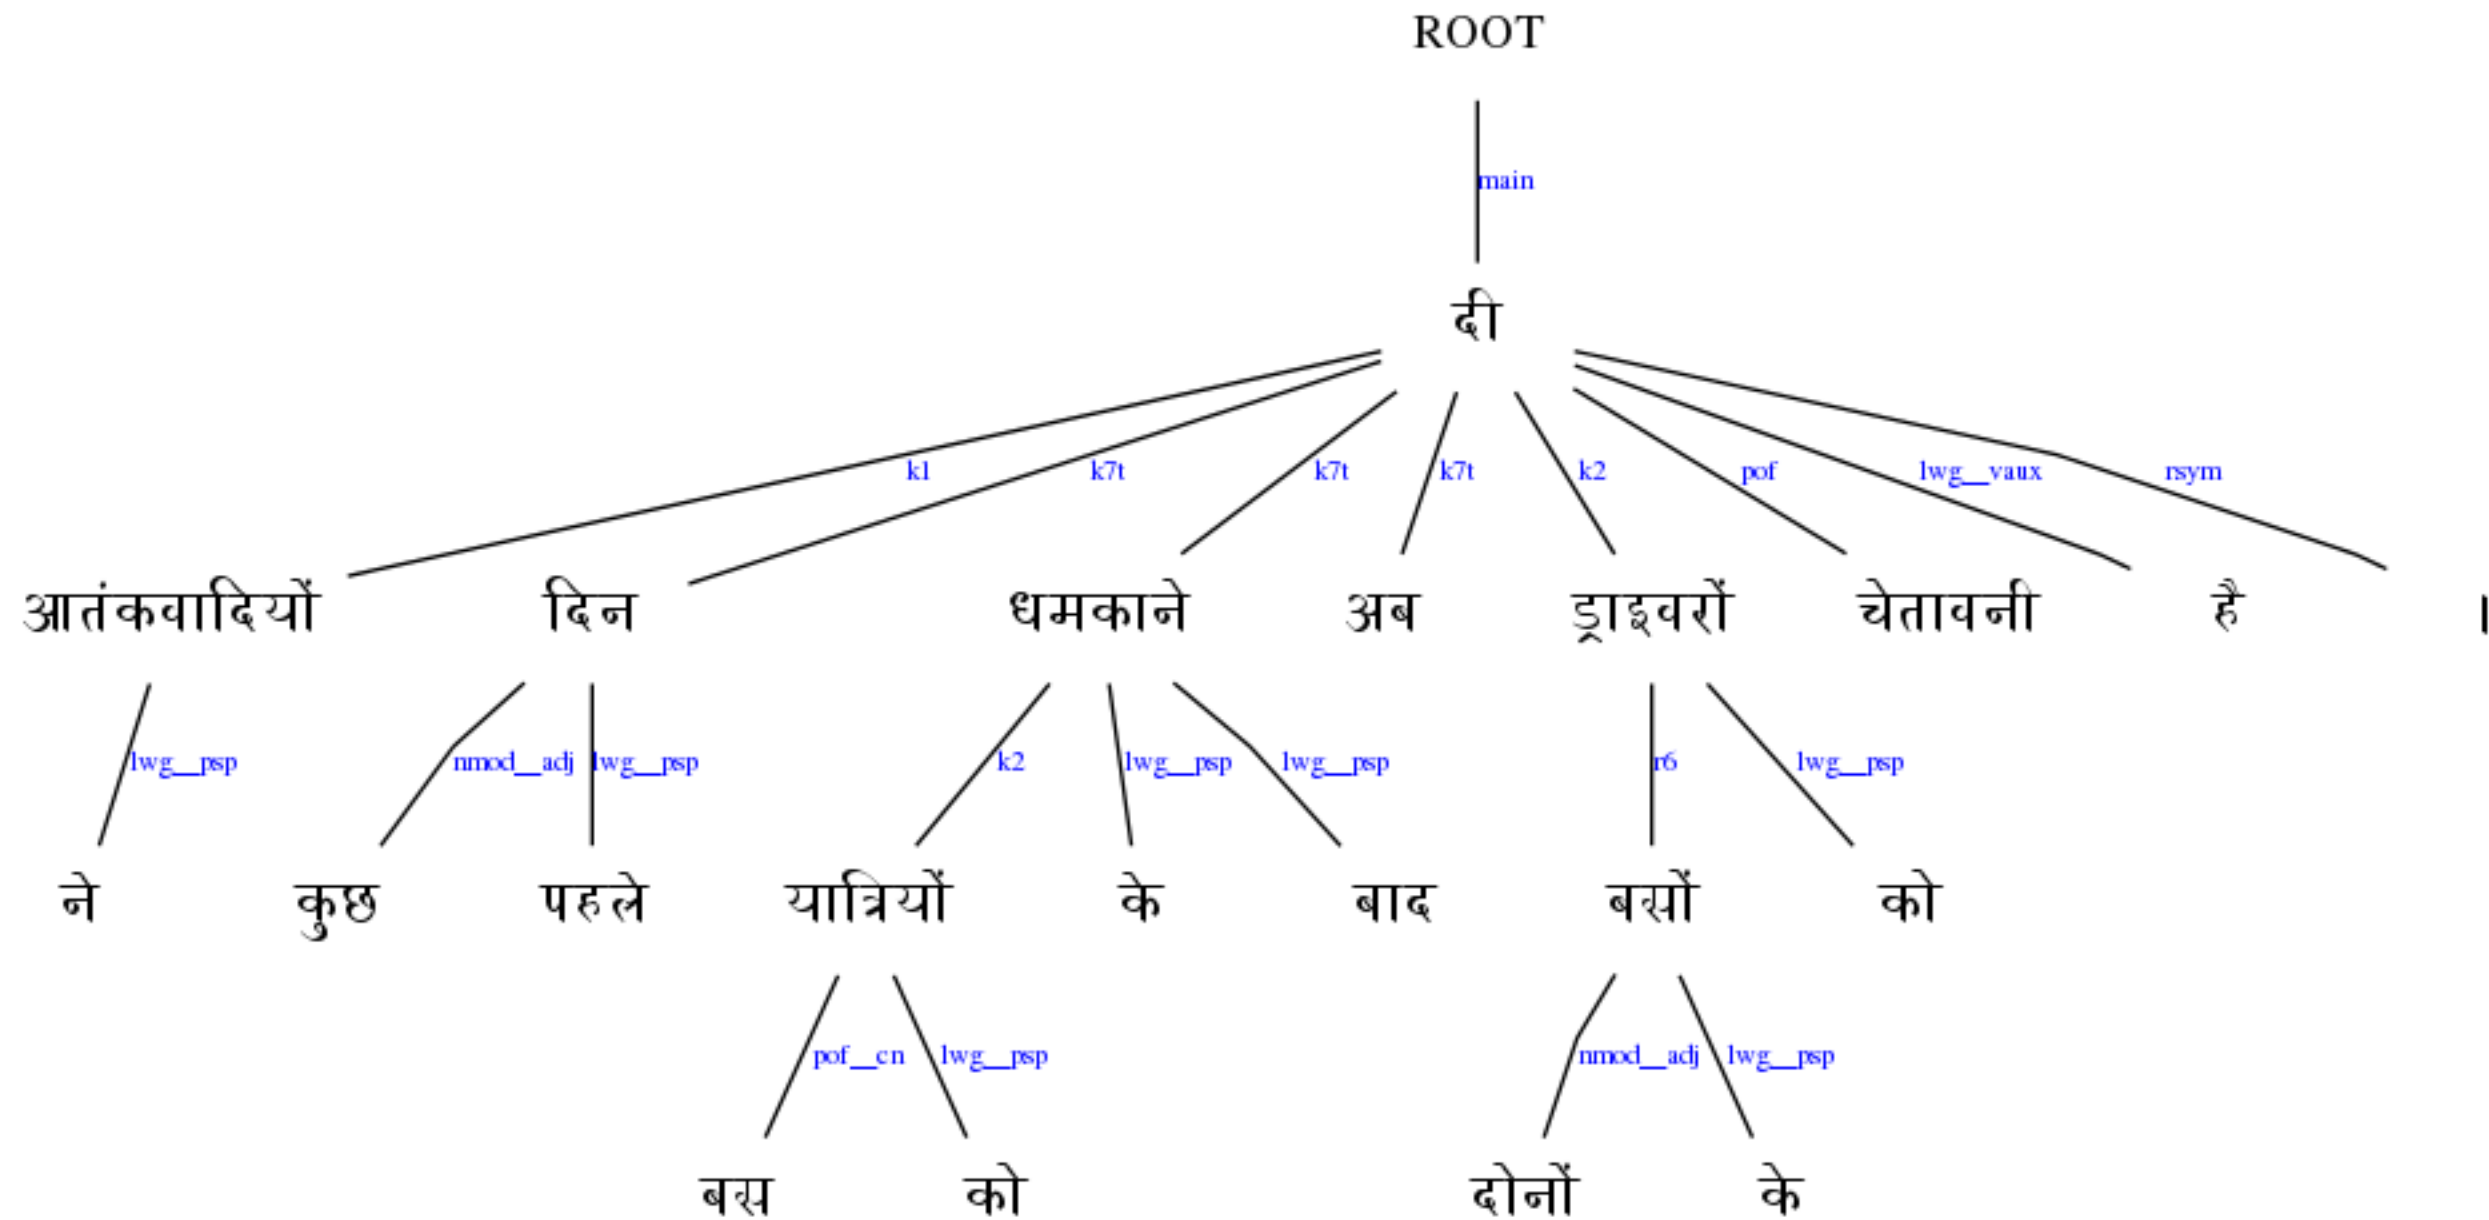 ROOT
main
दी
k1 k7t k7t k7t k2 pof lwg__vaux rsym
आतंकवादियों दिन धमकाने अब ड्राइवरों चेतावनी है ।
lwg__psp nmod__adj lwg__psp k2 lwg__psp lwg__psp r6 lwg__psp
ने कुछ पहले यात्रियों के बाद बसों को
pof__cn lwg__psp nmod__adj lwg__psp
बस को दोनों के